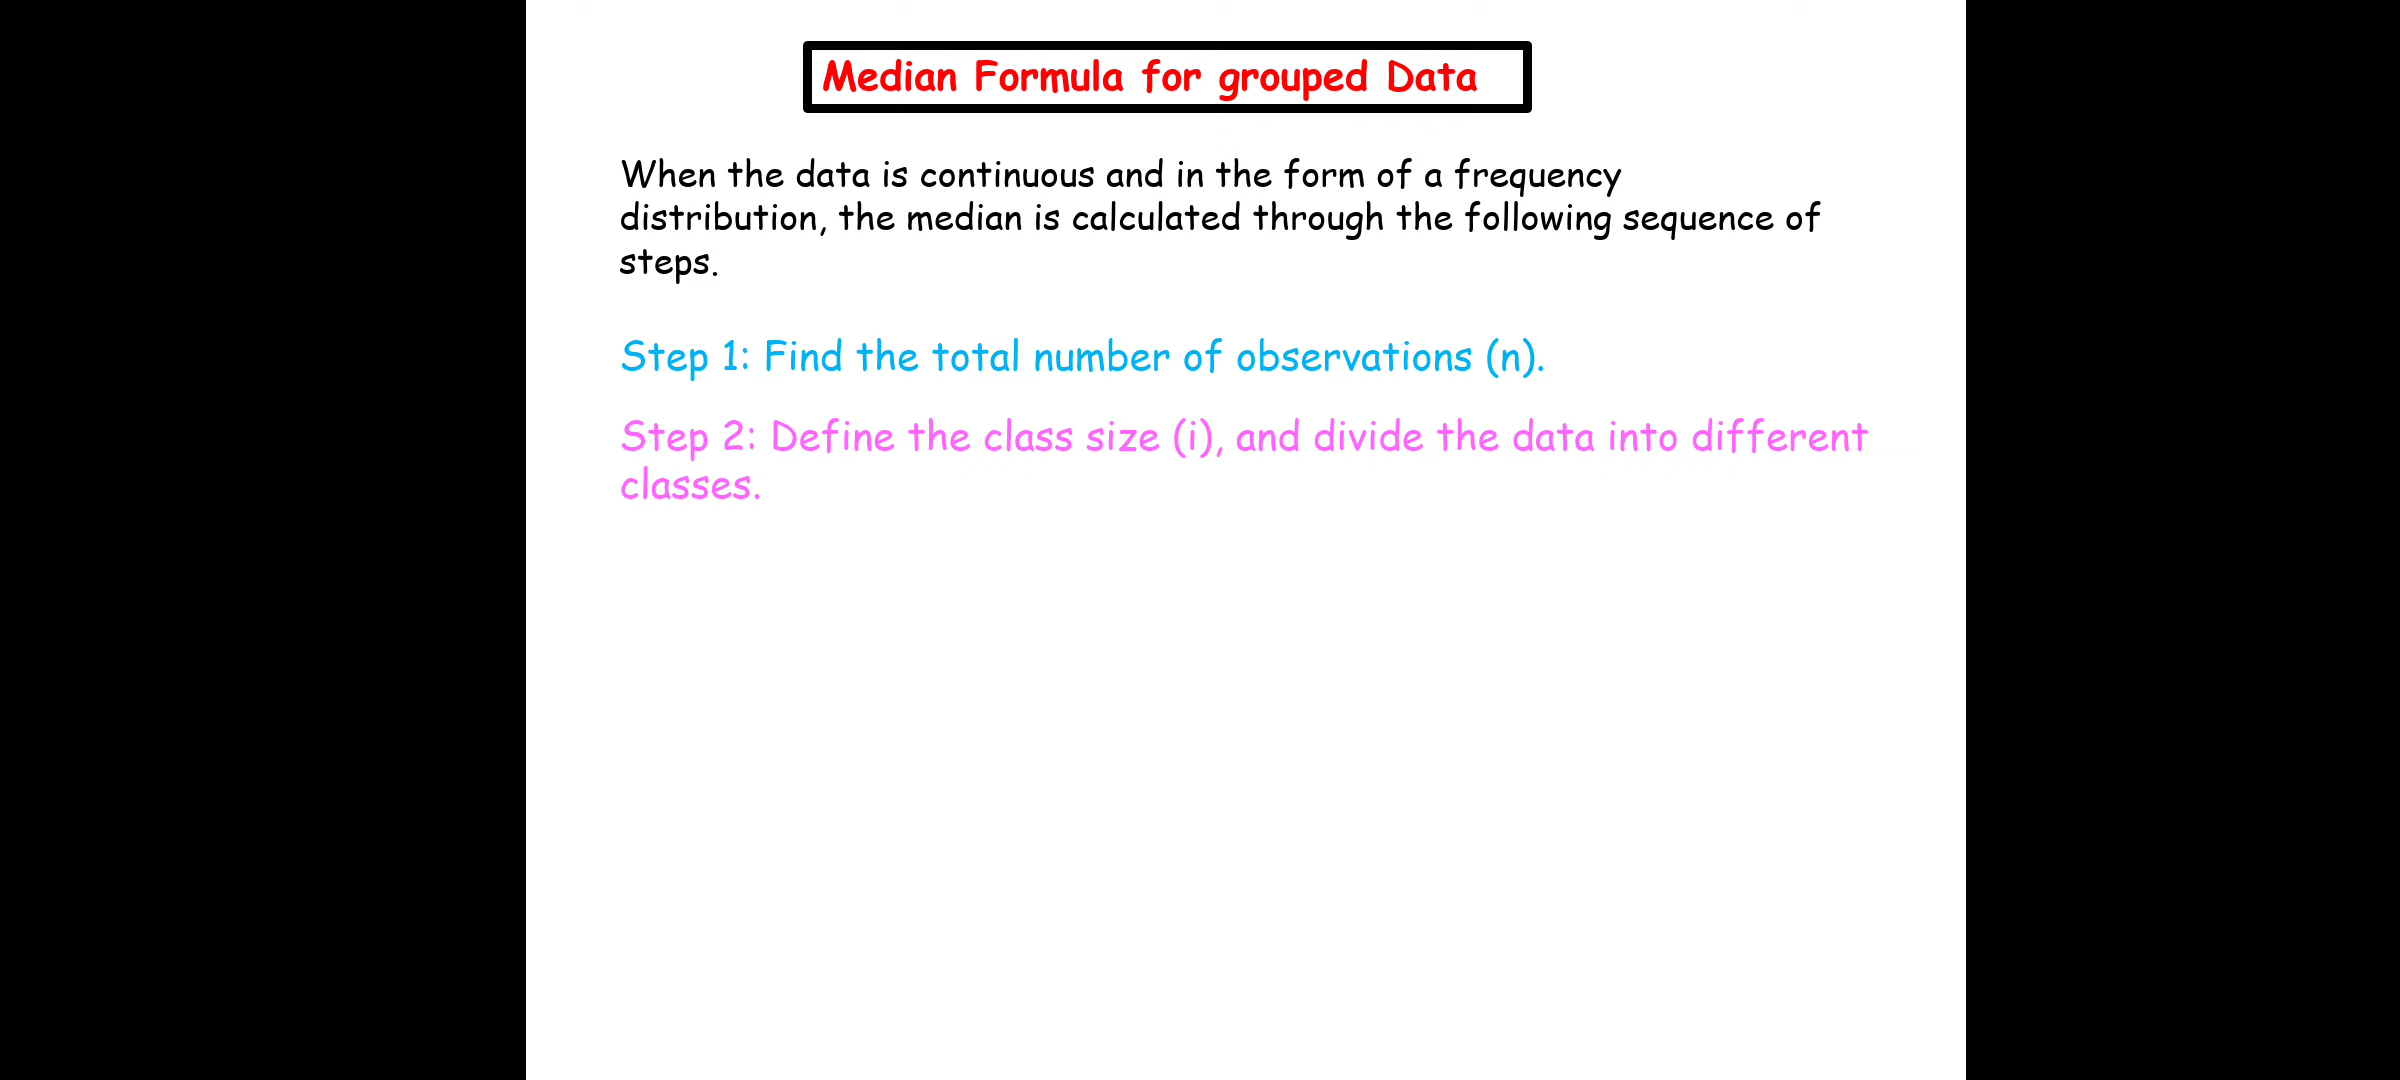 Median Formula for grouped Data
When the data is continuous and in the form of a frequency
distribution, the median is calculated through the following sequence of
steps.
Step 1: Find the total number of observations (n).
Step 2: Define the class size (i), and divide the data into different
classes.